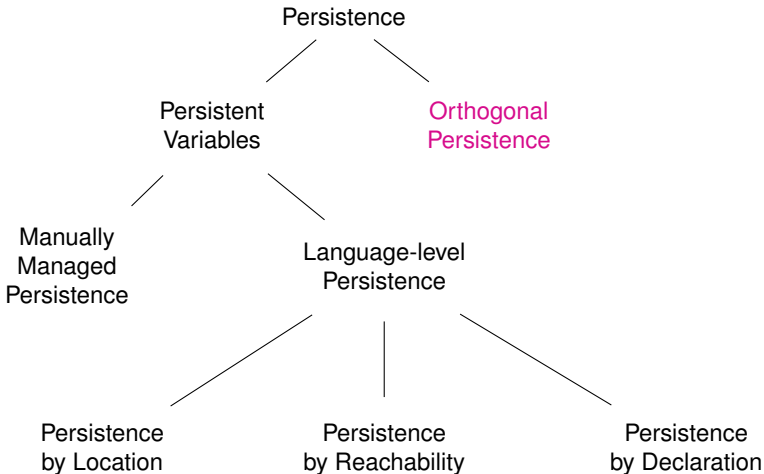 Persistence
Persistent
Variables
Orthogonal
Persistence
Manually
Managed
Persistence
Language-level
Persistence
Persistence
by Location
Persistence
by Reachability
Persistence
by Declaration